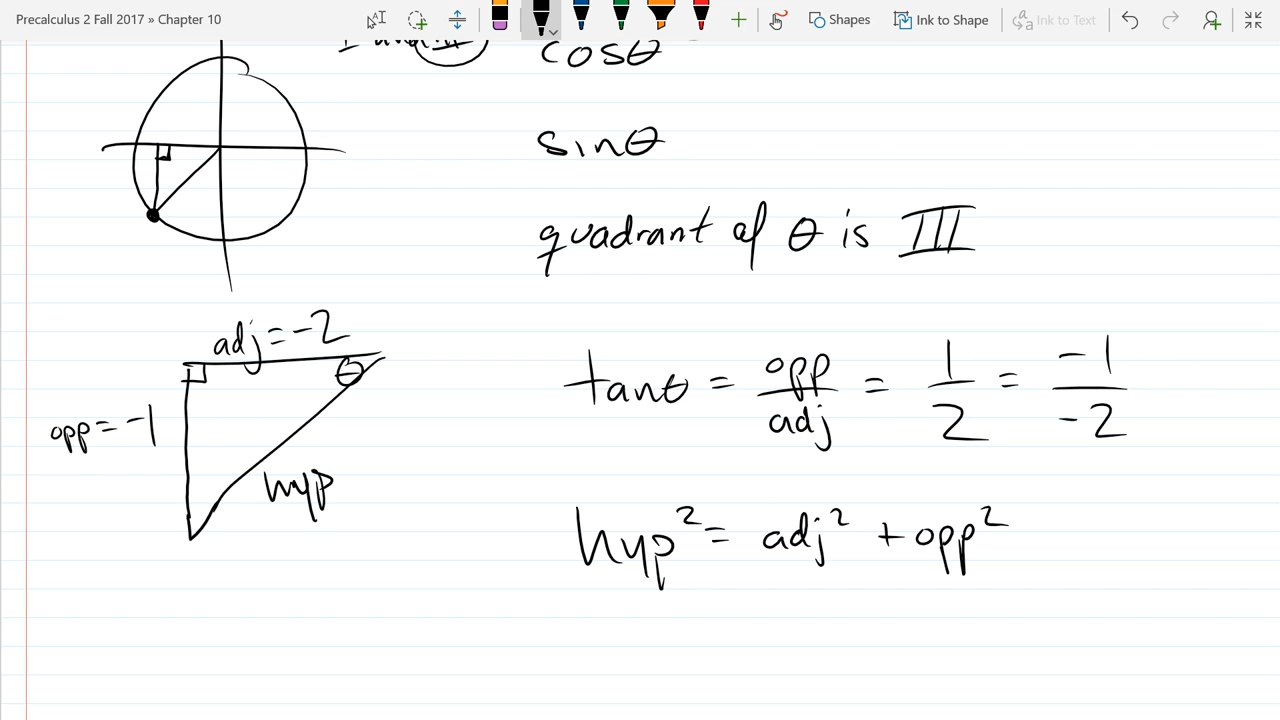 Precalculus 2 Fall 2017 » Chapter 10
Shapes
Ink to Shape
Ink to Text
cosθ
sinθ
quadrant of θ is III
adj = -2
θ
opp = -1
hyp
tanθ = opp/adj = 1/2 = -1/-2
hyp² = adj² + opp²